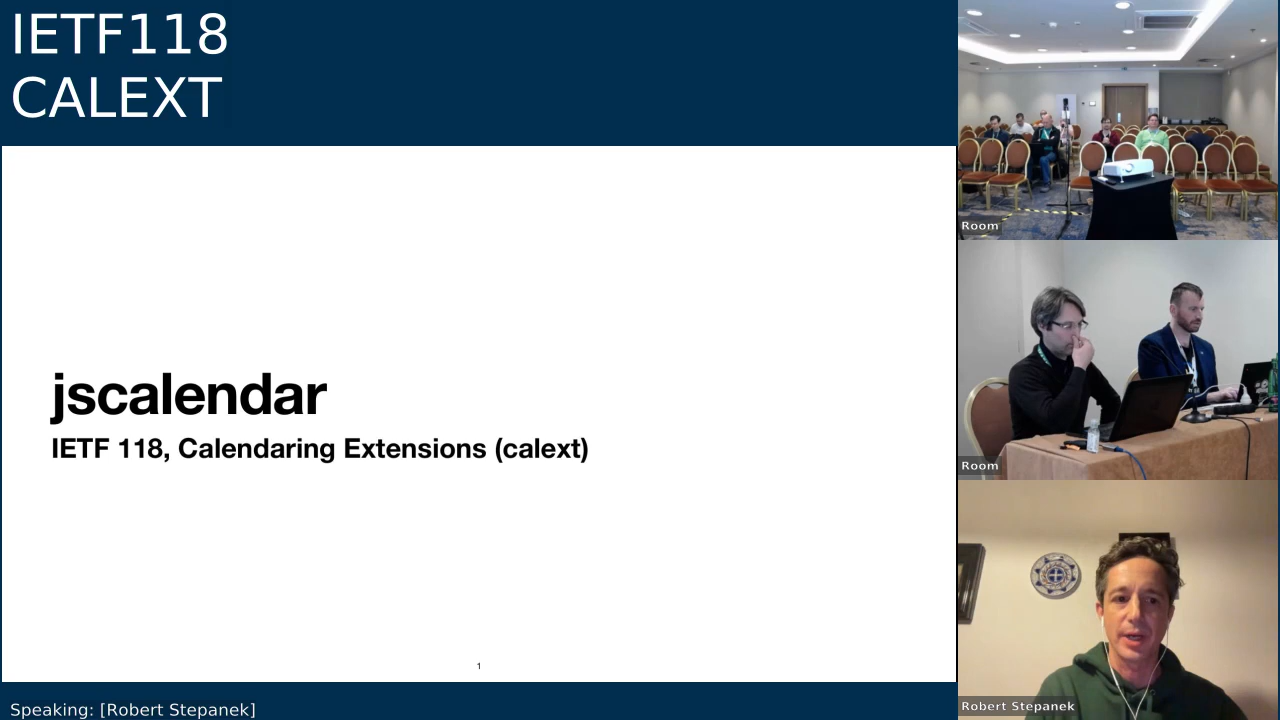 IETF118
CALEXT
jscalendar
IETF 118, Calendaring Extensions (calext)
1
Speaking: [Robert Stepanek]
Room
Room
Robert Stepanek